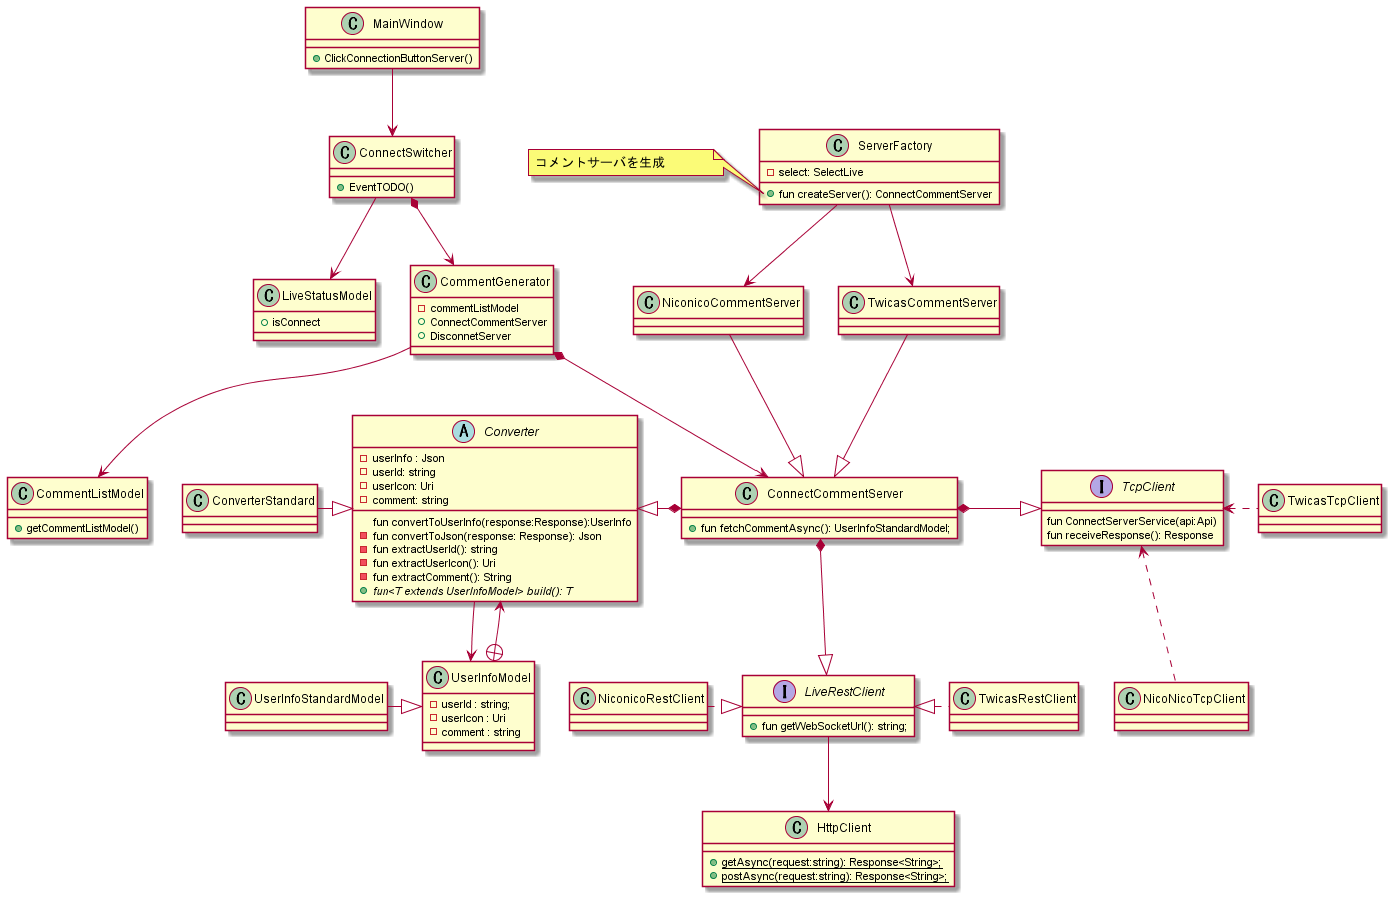 C MainWindow
ClickConnectionButtonServer()
C ConnectSwitcher
EventTODO()
コメントサーバを生成
C ServerFactory
select: SelectLive
fun createServer(): ConnectCommentServer
C LiveStatusModel
isConnect
C CommentGenerator
commentListModel
ConnectCommentServer
DisconnetServer
C NiconicoCommentServer
C TwicasCommentServer
C CommentListModel
getCommentListModel()
C ConverterStandard
A Converter
userInfo : Json
userId: string
userIcon: Uri
comment: string
fun convertToUserInfo(response:Response):UserInfo
fun convertToJson(response: Response): Json
fun extractUserId(): string
fun extractUserIcon(): Uri
fun extractComment(): String
fun<T extends UserInfoModel> build(): T
C ConnectCommentServer
fun fetchCommentAsync(): UserInfoStandardModel;
I TcpClient
fun ConnectServerService(api:Api)
fun receiveResponse(): Response
C TwicasTcpClient
C UserInfoStandardModel
C UserInfoModel
userId : string;
userIcon : Uri
comment : string
C NiconicoRestClient
I LiveRestClient
fun getWebSocketUrl(): string;
C TwicasRestClient
C NicoNicoTcpClient
C HttpClient
getAsync(request:string): Response<String>;
postAsync(request:string): Response<String>;